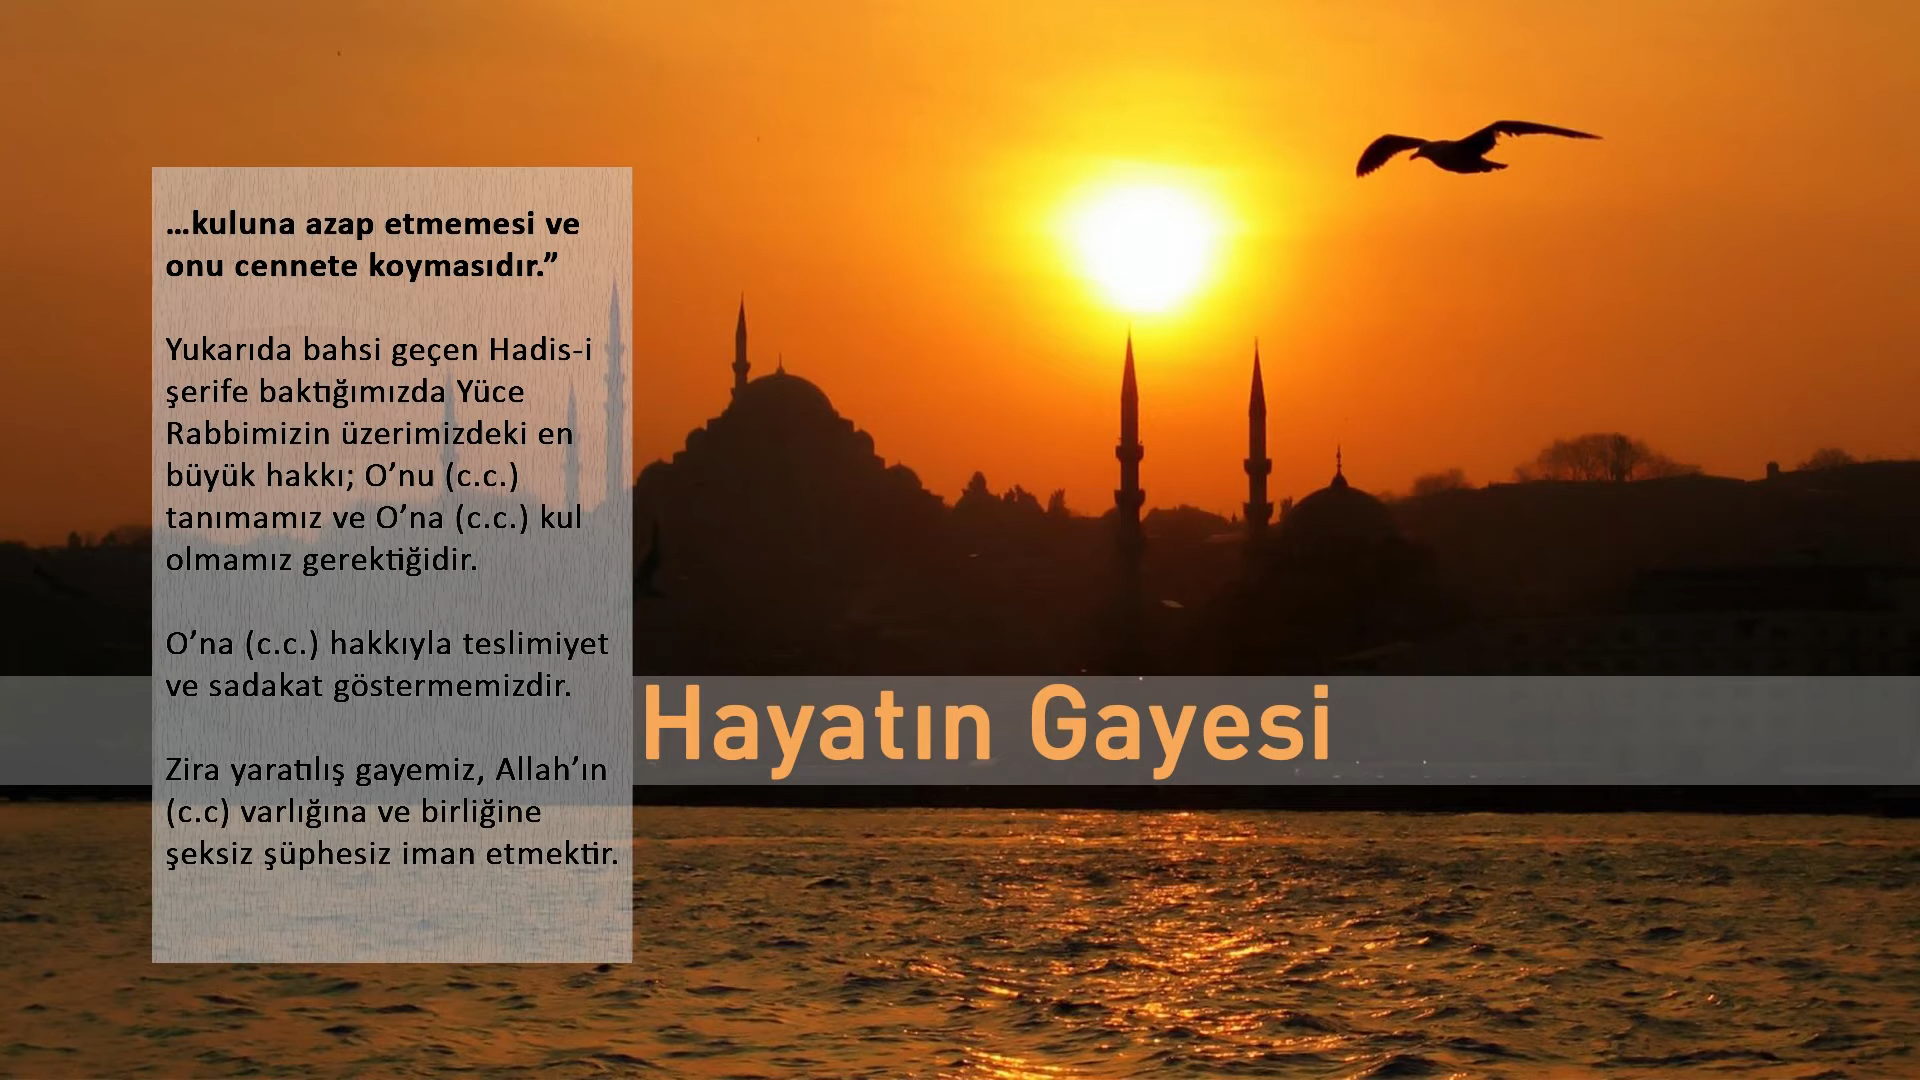 …kuluna azap etmemesi ve
onu cennete koymasıdır.”
Yukarıda bahsi geçen Hadis-i
şerife baktığımızda Yüce
Rabbimizin üzerimizdeki en
büyük hakkı; O’nu (c.c.)
tanımamız ve O’na (c.c.) kul
olmamız gerektiğidir.
O’na (c.c.) hakkıyla teslimiyet
ve sadakat göstermemizdir.
Zira yaratılış gayemiz, Allah’ın
(c.c) varlığına ve birliğine
şeksiz şüphesiz iman etmektir.
Hayatın Gayesi